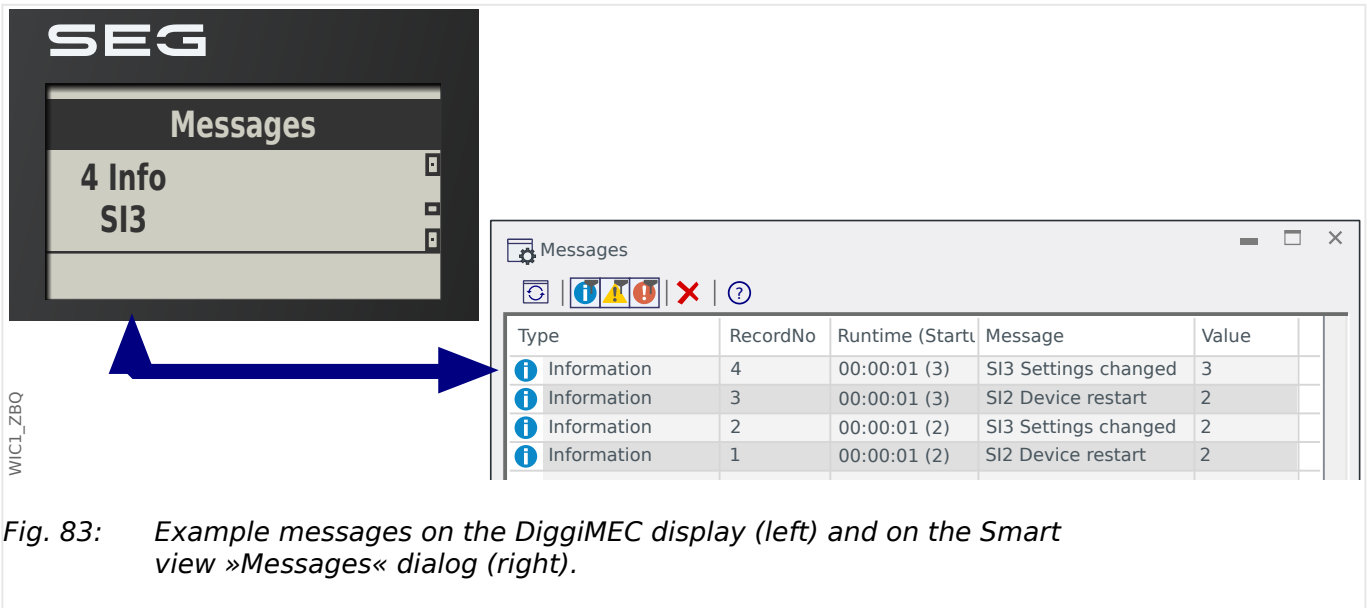 SEG
Messages
4 Info
SI3
Messages
Type RecordNo Runtime (Startu Message Value
Information 4 00:00:01 (3) SI3 Settings changed 3
Information 3 00:00:01 (3) SI2 Device restart 2
Information 2 00:00:01 (2) SI3 Settings changed 2
Information 1 00:00:01 (2) SI2 Device restart 2
WIC1_ZBQ
Fig. 83: Example messages on the DiggiMEC display (left) and on the Smart
view »Messages« dialog (right).